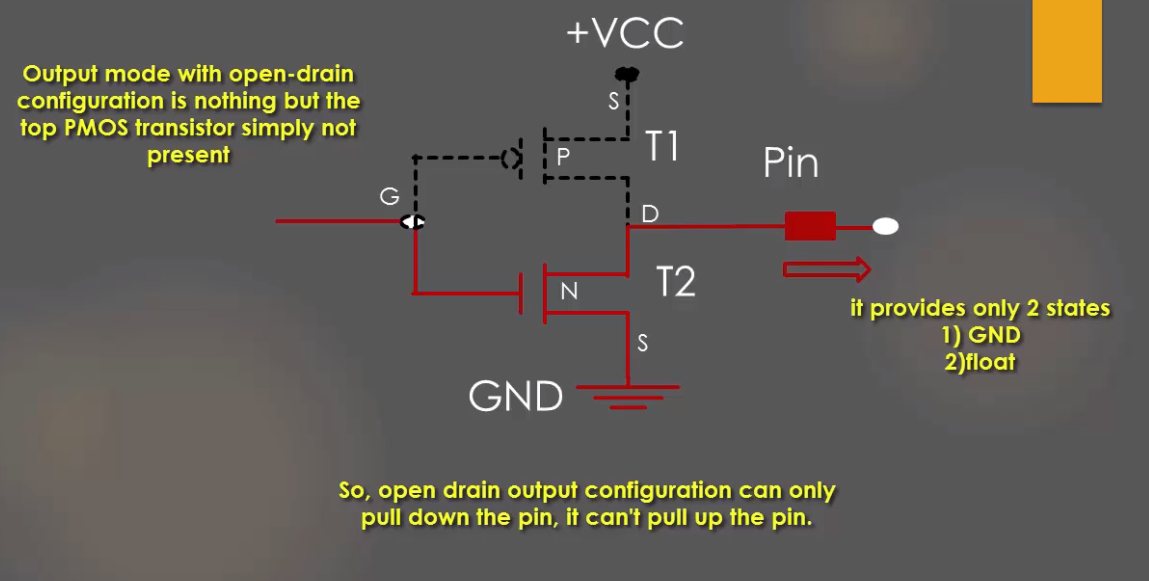 +VCC
Output mode with open-drain
configuration is nothing but the
top PMOS transistor simply not
present
S
P
T1
Pin
G
D
N
T2
S
GND
it provides only 2 states
1) GND
2)float
So, open drain output configuration can only
pull down the pin, it can't pull up the pin.